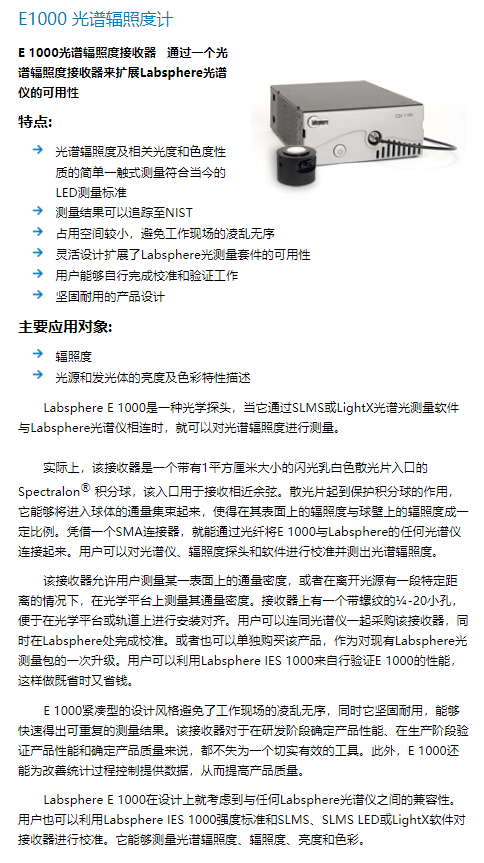 E1000 光谱辐照度计
E 1000光谱辐照度接收器 通过一个光
谱辐照度接收器来扩展Labsphere光谱
仪的可用性
特点:
光谱辐照度及相关光度和色度性
质的简单一触式测量符合当今的
LED测量标准
测量结果可以追踪至NIST
占用空间较小，避免工作现场的凌乱无序
灵活设计扩展了Labsphere光测量套件的可用性
用户能够自行完成校准和验证工作
坚固耐用的产品设计
主要应用对象:
辐照度
光源和发光体的亮度及色彩特性描述
Labsphere E 1000是一种光学探头，当它通过SLMS或LightX光谱光测量软件
与Labsphere光谱仪相连时，就可以对光谱辐照度进行测量。
实际上，该接收器是一个带有1平方厘米大小的闪光乳白色散光片入口的
Spectralon® 积分球，该入口用于接收相近余弦。散光片起到保护积分球的作用，
它能够将进入球体的通量集束起来，使得在其表面上的辐照度与球壁上的辐照度成一
定比例。凭借一个SMA连接器，就能通过光纤将E 1000与Labsphere的任何光谱仪
连接起来。用户可以对光谱仪、辐照度探头和软件进行校准并测出光谱辐照度。
该接收器允许用户测量某一表面上的通量密度，或者在离开光源有一段特定距
离的情况下，在光学平台上测量其通量密度。接收器上有一个带螺纹的¼-20小孔，
便于在光学平台或轨道上进行安装对齐。用户可以连同光谱仪一起采购该接收器，同
时在Labsphere处完成校准。或者也可以单独购买该产品，作为对现有Labsphere光
测量包的一次升级。用户可以利用Labsphere IES 1000来自行验证E 1000的性能，
这样做既省时又省钱。
E 1000紧凑型的设计风格避免了工作现场的凌乱无序，同时它坚固耐用，能够
快速得出可重复的测量结果。该接收器对于在研发阶段确定产品性能、在生产阶段验
证产品性能和确定产品质量来说，都不失为一个切实有效的工具。此外，E 1000还
能为改善统计过程控制提供数据，从而提高产品质量。
Labsphere E 1000在设计上就考虑到与任何Labsphere光谱仪之间的兼容性。
用户也可以利用Labsphere IES 1000强度标准和SLMS、SLMS LED或LightX软件对
接收器进行校准。它能够测量光谱辐照度、辐照度、亮度和色彩。